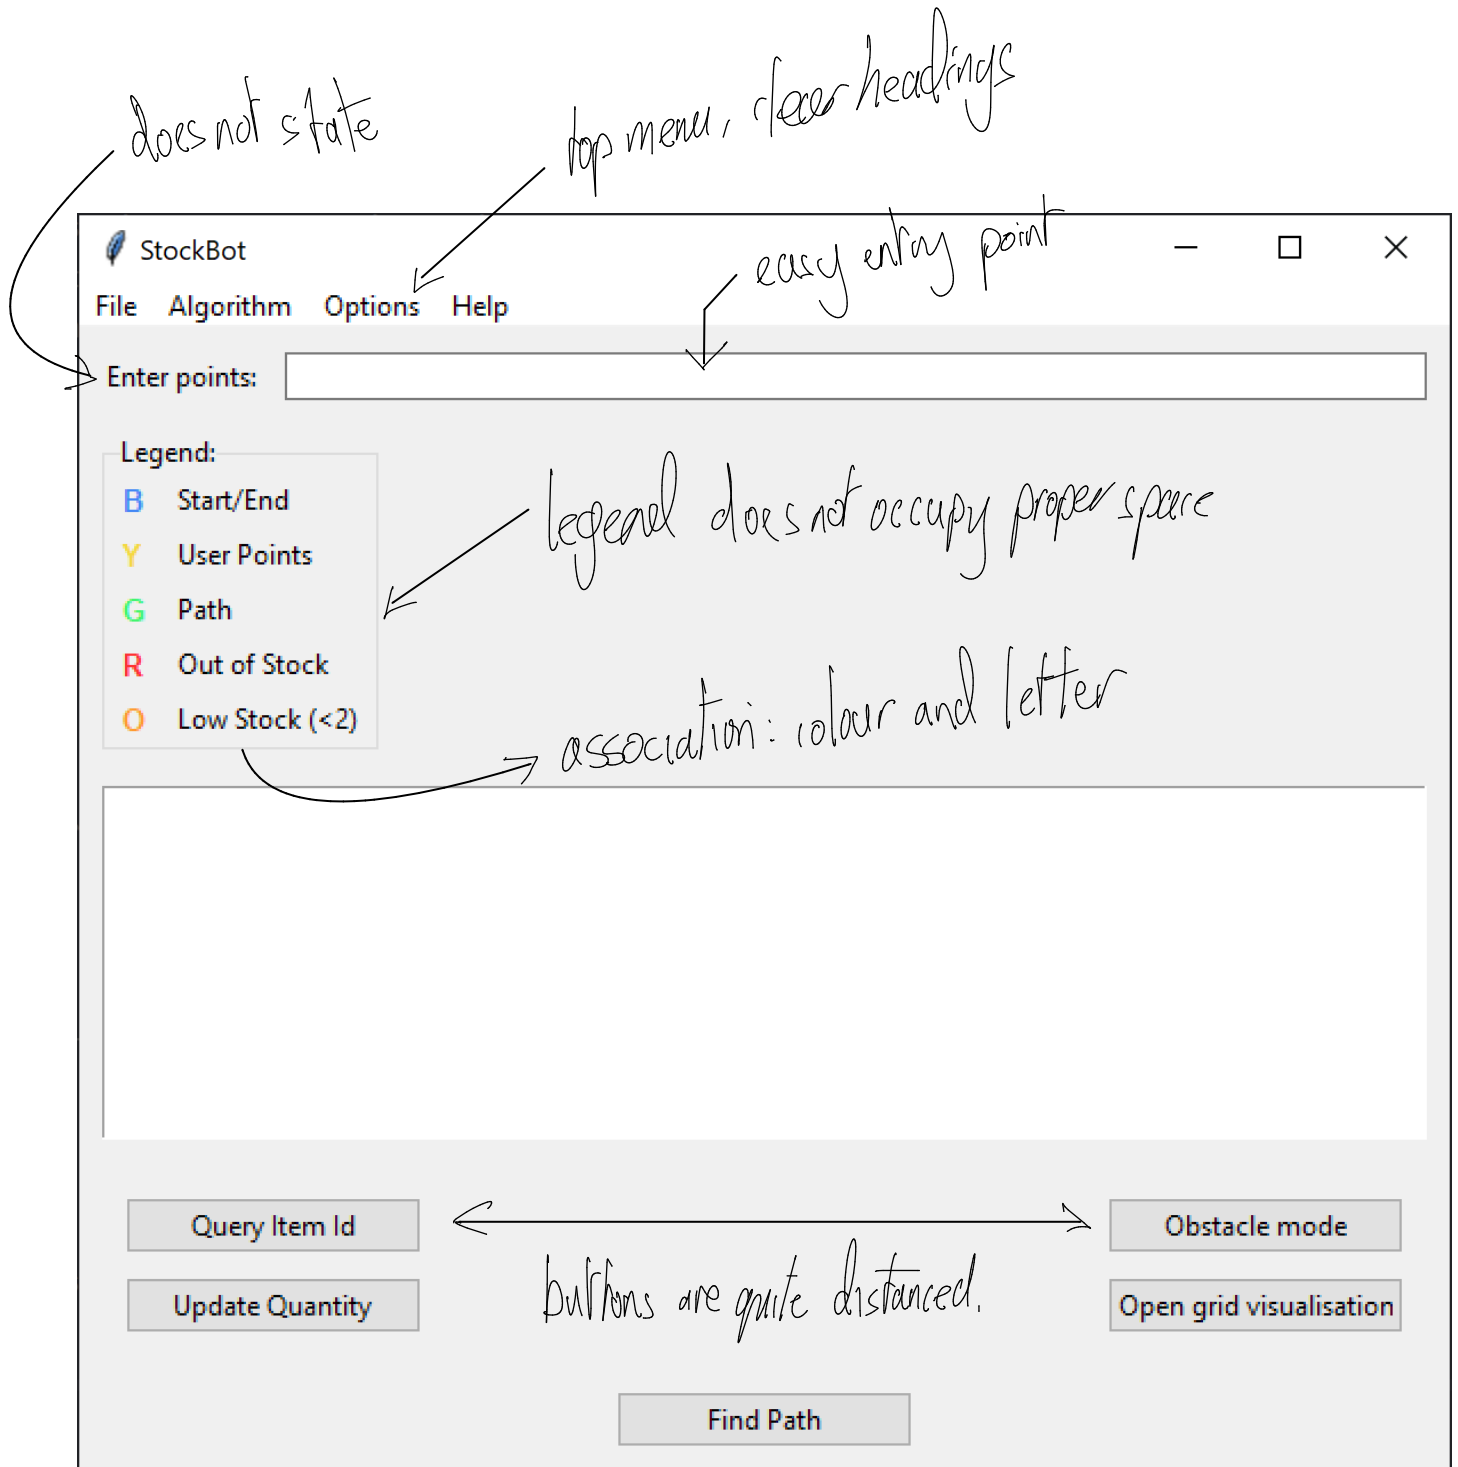 does not state
top menu, clear headings
easy entry point
StockBot
File Algorithm Options Help
Enter points:
Legend:
B Start/End
Y User Points
G Path
R Out of Stock
O Low Stock (<2)
legend does not occupy proper space
association: colour and letter
Query Item Id
Obstacle mode
buttons are quite distanced.
Update Quantity
Open grid visualisation
Find Path